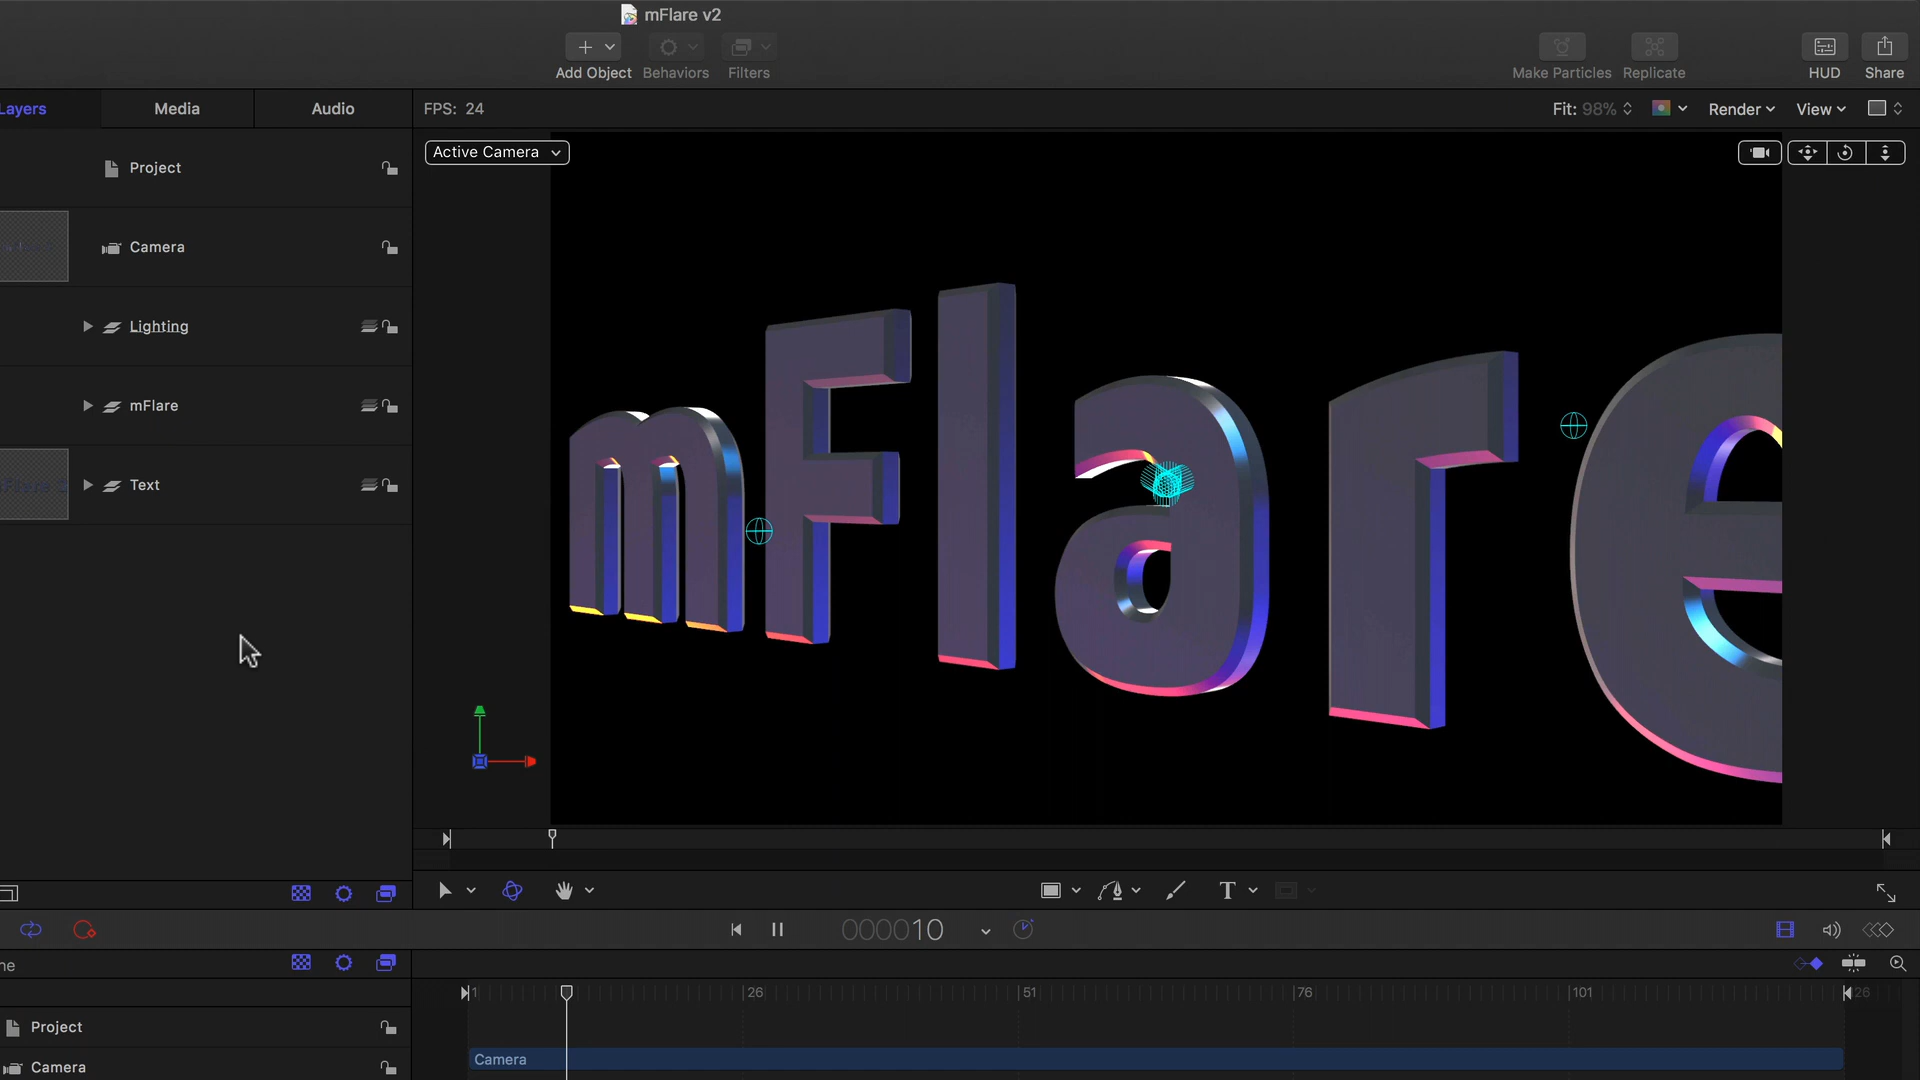 mFlare v2
Add Object
Behaviors
Filters
Make Particles
Replicate
HUD
Share
Layers
Media
Audio
FPS: 24
Fit: 98%
Render
View
Active Camera
Project
Camera
Lighting
mFlare
Text
mFlare
T
000010
ne
1
26
51
76
101
26
Project
Camera
Camera